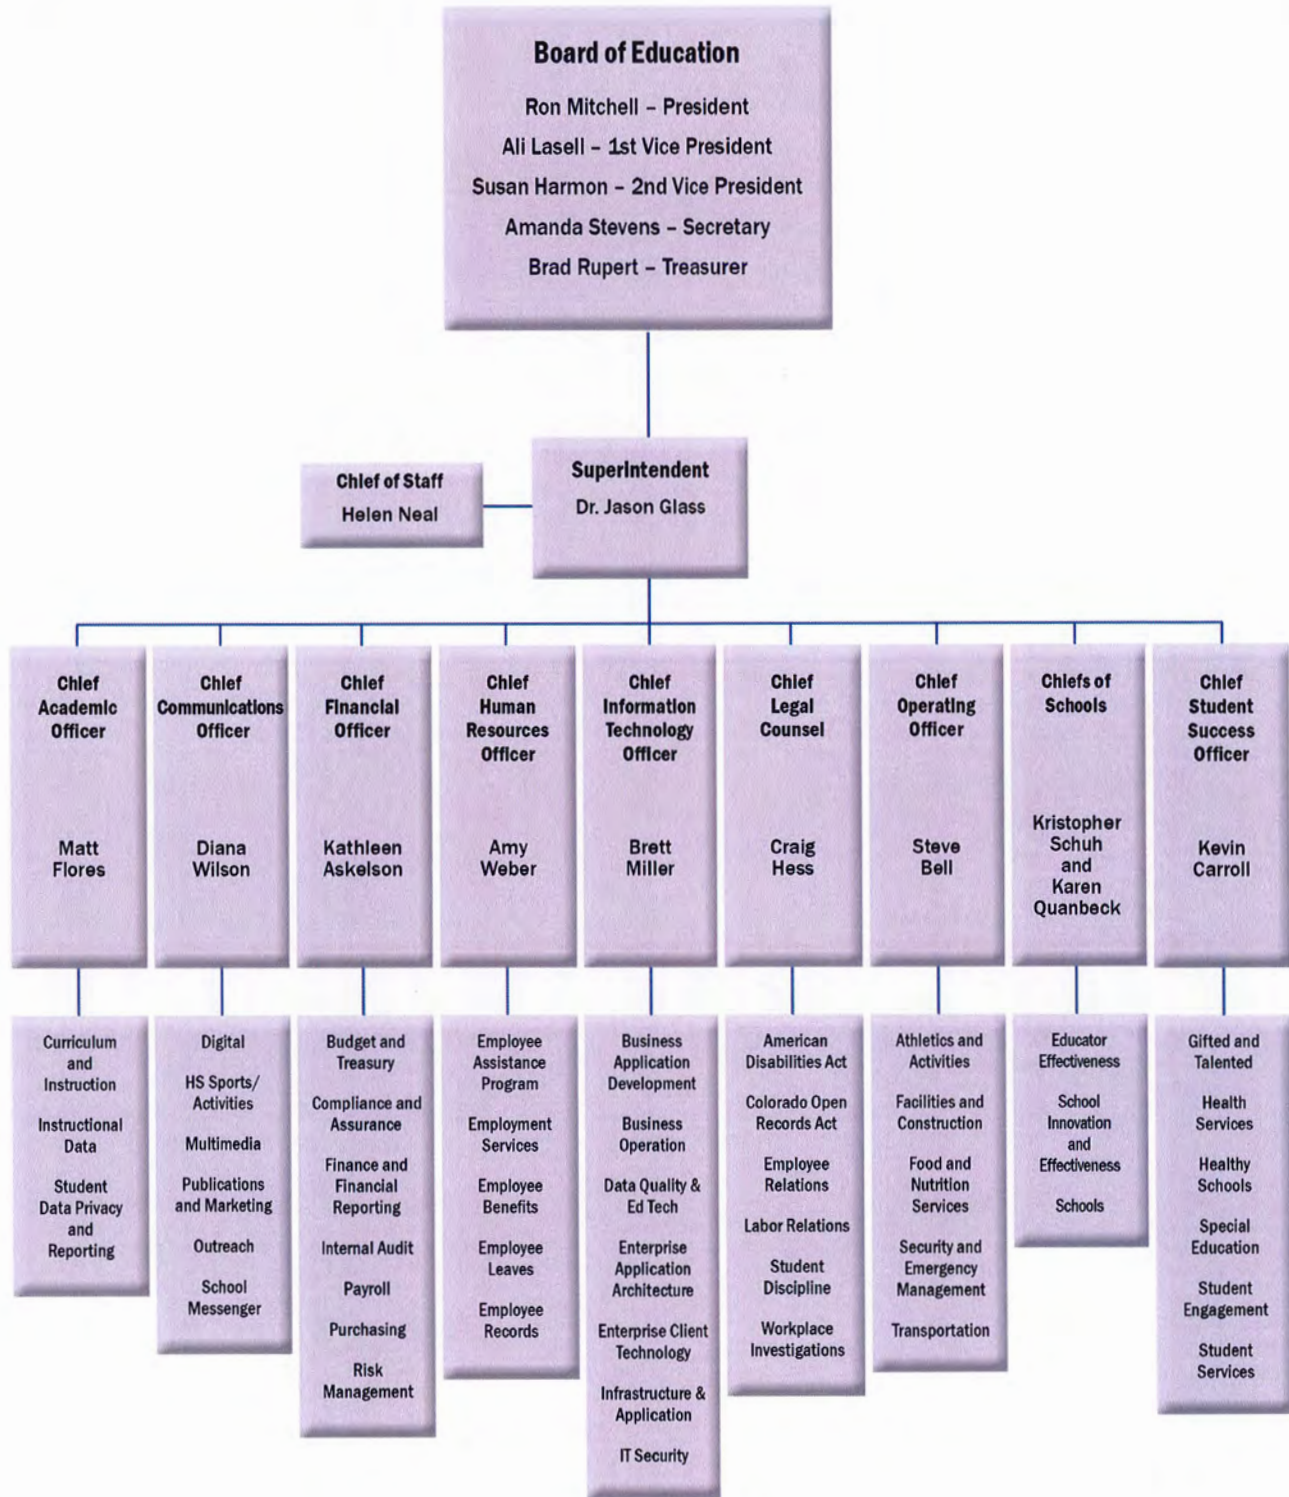 Board of Education
Ron Mitchell – President
Ali Lasell – 1st Vice President
Susan Harmon – 2nd Vice President
Amanda Stevens – Secretary
Brad Rupert – Treasurer
Chief of Staff
Helen Neal
Superintendent
Dr. Jason Glass
Chief
Academic
Officer
Matt
Flores
Chief
Communications
Officer
Diana
Wilson
Chief
Financial
Officer
Kathleen
Askelson
Chief
Human
Resources
Officer
Amy
Weber
Chief
Information
Technology
Officer
Brett
Miller
Chief
Legal
Counsel
Craig
Hess
Chief
Operating
Officer
Steve
Bell
Chiefs of
Schools
Kristopher
Schuh
and
Karen
Quanbeck
Chief
Student
Success
Officer
Kevin
Carroll
Curriculum
and
Instruction
Instructional
Data
Student
Data Privacy
and
Reporting
Digital
HS Sports/
Activities
Multimedia
Publications
and Marketing
Outreach
School
Messenger
Budget and
Treasury
Compliance and
Assurance
Finance and
Financial
Reporting
Internal Audit
Payroll
Purchasing
Risk
Management
Employee
Assistance
Program
Employment
Services
Employee
Benefits
Employee
Leaves
Employee
Records
Business
Application
Development
Business
Operation
Data Quality &
Ed Tech
Enterprise
Application
Architecture
Enterprise Client
Technology
Infrastructure &
Application
IT Security
American
Disabilities Act
Colorado Open
Records Act
Employee
Relations
Labor Relations
Student
Discipline
Workplace
Investigations
Athletics and
Activities
Facilities and
Construction
Food and
Nutrition
Services
Security and
Emergency
Management
Transportation
Educator
Effectiveness
School
Innovation
and
Effectiveness
Schools
Gifted and
Talented
Health
Services
Healthy
Schools
Special
Education
Student
Engagement
Student
Services